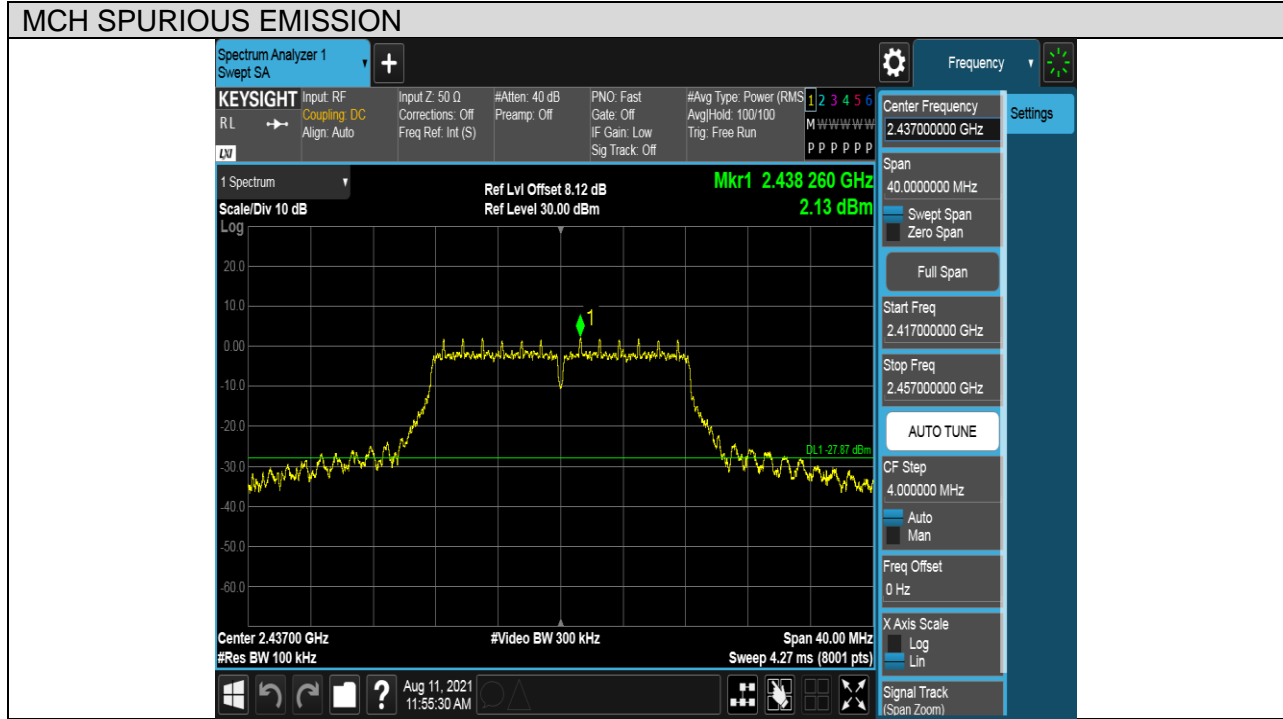 MCH SPURIOUS EMISSION
Spectrum Analyzer 1
Swept SA
+
Frequency
KEYSIGHT
RL
LXI
Input: RF
Coupling: DC
Align: Auto
Input Z: 50 Ω
Corrections: Off
Freq Ref: Int (S)
#Atten: 40 dB
Preamp: Off
PNO: Fast
Gate: Off
IF Gain: Low
Sig Track: Off
#Avg Type: Power (RMS
Avg|Hold: 100/100
Trig: Free Run
1 2 3 4 5 6
M W W W W W
P P P P P P
1 Spectrum
Scale/Div 10 dB
Log
Ref Lvl Offset 8.12 dB
Ref Level 30.00 dBm
Mkr1 2.438 260 GHz
2.13 dBm
20.0
10.0
0.00
-10.0
-20.0
-30.0
-40.0
-50.0
-60.0
1
DL1 -27.87 dBm
Center 2.43700 GHz
#Res BW 100 kHz
#Video BW 300 kHz
Span 40.00 MHz
Sweep 4.27 ms (8001 pts)
?
Aug 11, 2021
11:55:30 AM
Center Frequency
2.437000000 GHz
Settings
Span
40.0000000 MHz
Swept Span
Zero Span
Full Span
Start Freq
2.417000000 GHz
Stop Freq
2.457000000 GHz
AUTO TUNE
CF Step
4.000000 MHz
Auto
Man
Freq Offset
0 Hz
X Axis Scale
Log
Lin
Signal Track
(Span Zoom)